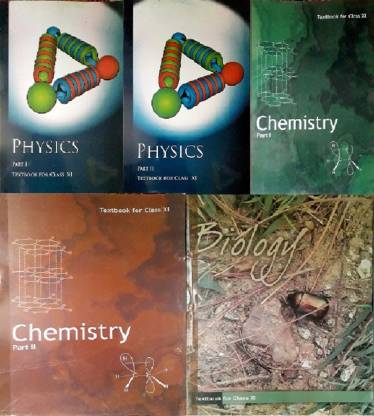 PHYSICS
PART I
TEXTBOOK FOR CLASS XI
PHYSICS
PART II
TEXTBOOK FOR CLASS XI
Textbook for Class XI
Chemistry
Part I
Textbook for Class XI
Chemistry
Part II
Biology
Textbook for Class XI